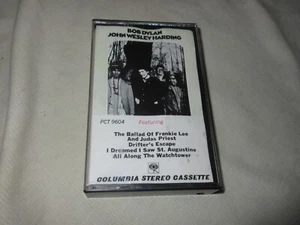 BOB DYLAN
JOHN WESLEY HARDING
PCT 9604 Featuring
The Ballad Of Frankie Lee
And Judas Priest
Drifter's Escape
I Dreamed I Saw St. Augustine
All Along The Watchtower
COLUMBIA STEREO CASSETTE